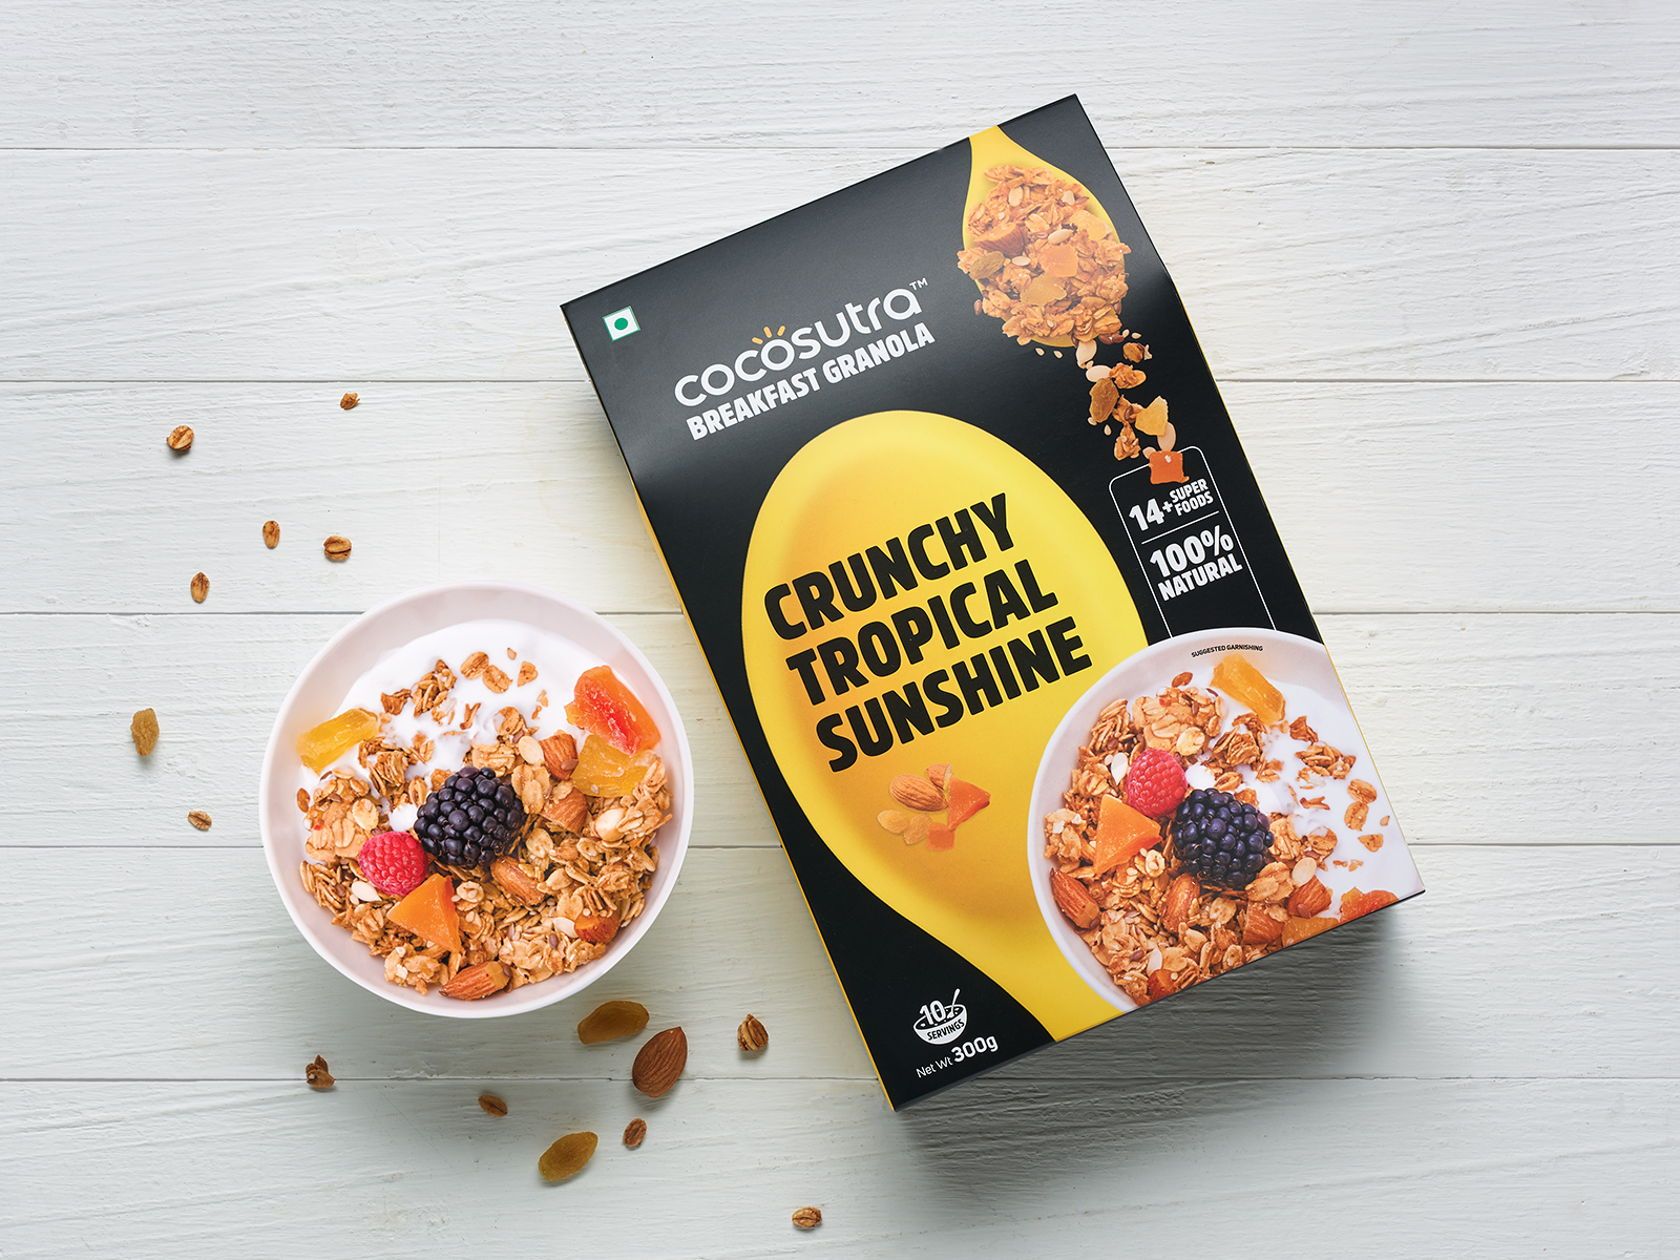 cocosutra™
BREAKFAST GRANOLA
CRUNCHY
TROPICAL
SUNSHINE
14+ SUPER
FOODS
100%
NATURAL
SUGGESTED GARNISHING
10
SERVINGS
Net Wt 300g